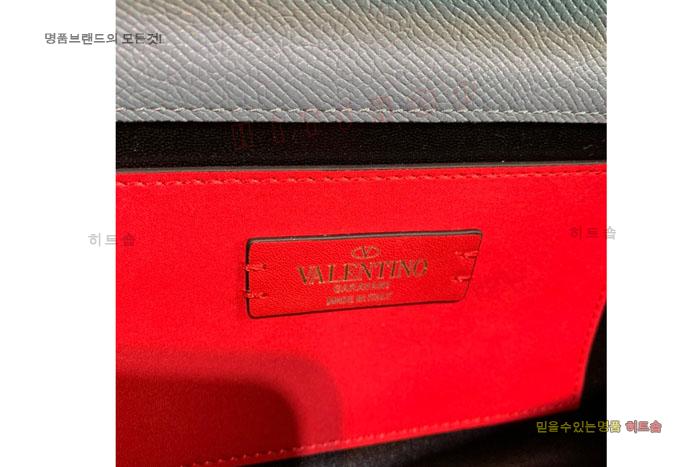 명품브랜드의 모든것!
히트숍
히트숍
VALENTINO
GARAVANI
MADE IN ITALY
믿을수있는명품 히트숍